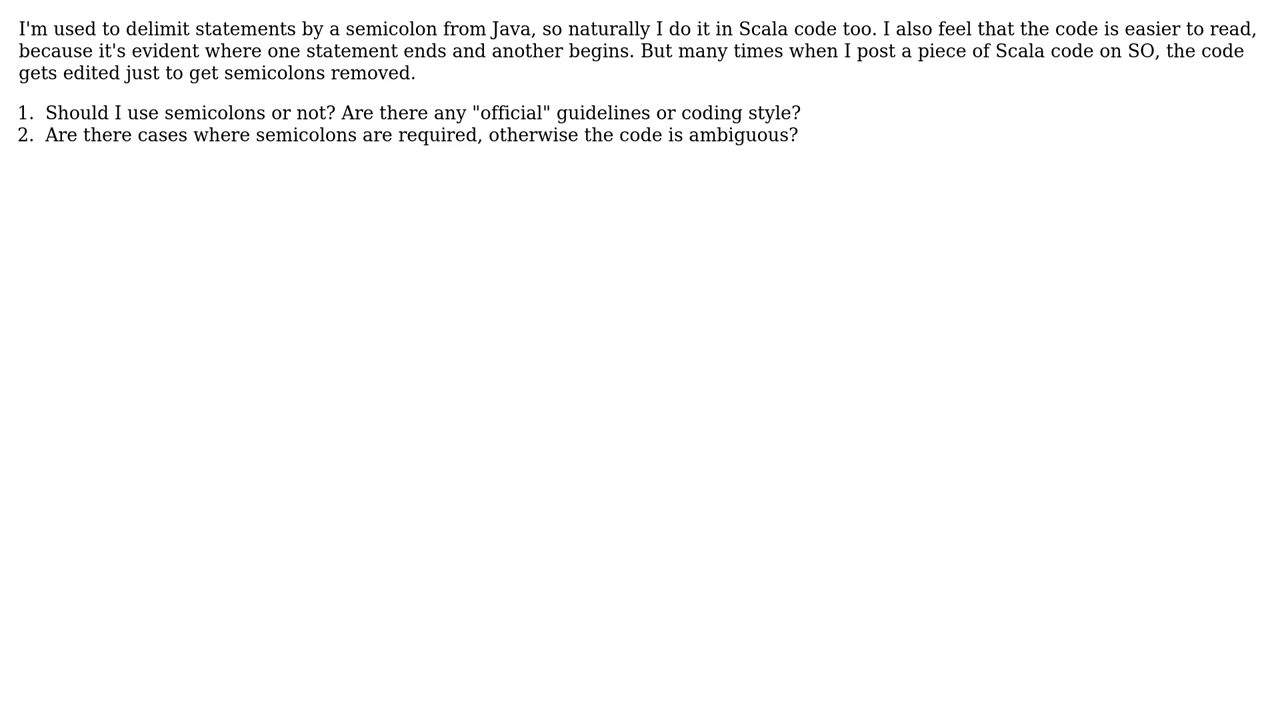 I'm used to delimit statements by a semicolon from Java, so naturally I do it in Scala code too. I also feel that the code is easier to read,
because it's evident where one statement ends and another begins. But many times when I post a piece of Scala code on SO, the code
gets edited just to get semicolons removed.
1. Should I use semicolons or not? Are there any "official" guidelines or coding style?
2. Are there cases where semicolons are required, otherwise the code is ambiguous?